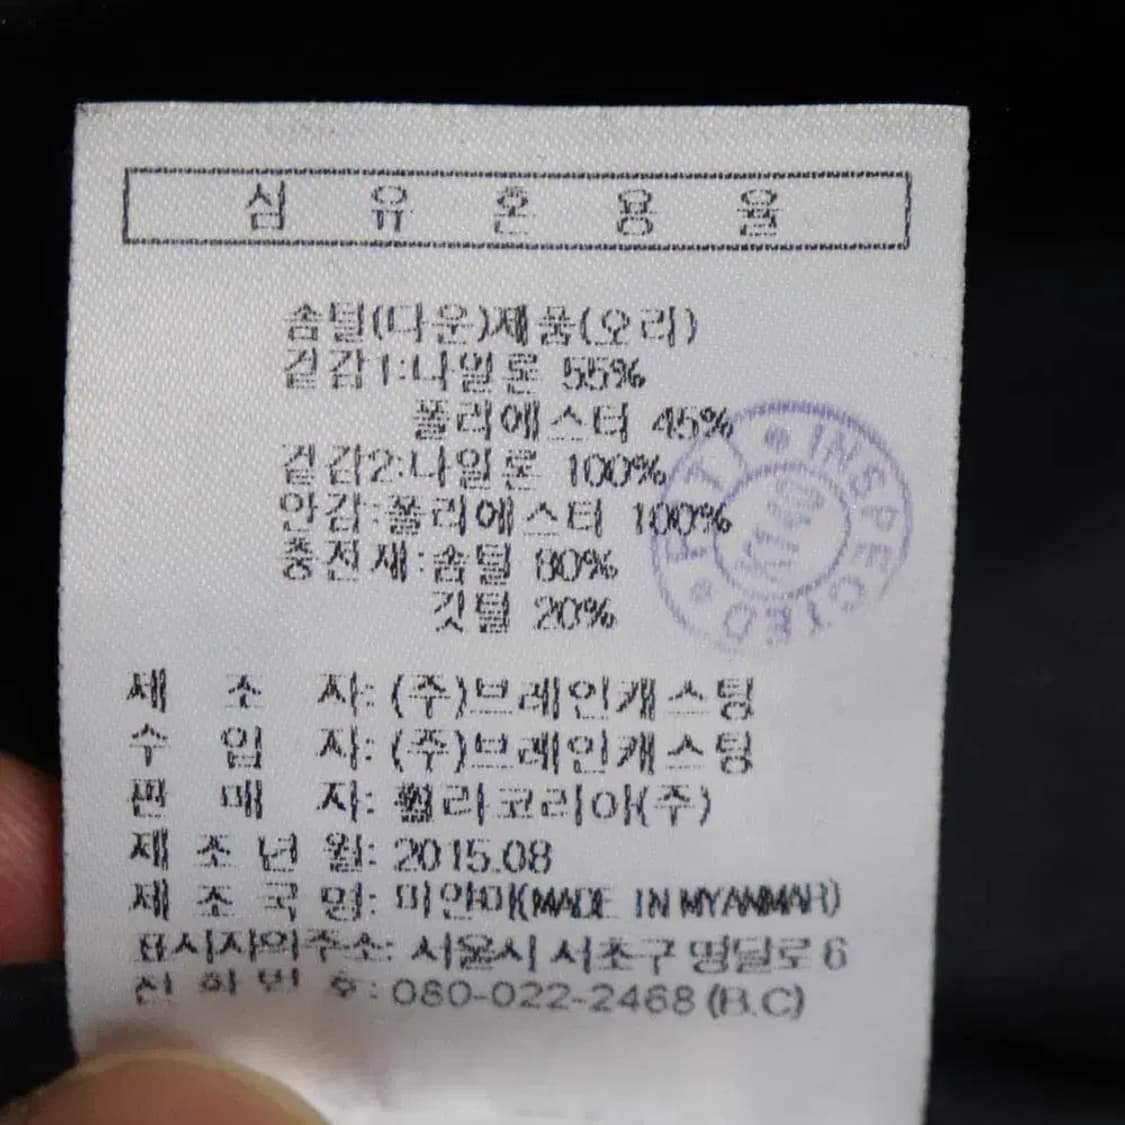 섬 유 혼 용 율
솜털(다운)제품(오리)
겉감1:나일론 55%
폴리에스터 45%
겉감2:나일론 100%
안감:폴리에스터 100%
충전재:솜털 80%
깃털 20%
FITI INSPECTED
제 조 자: (주)브레인캐스팅
수 입 자: (주)브레인캐스팅
판 매 자: 휠라코리아(주)
제 조 년 월: 2015.08
제 조 국 명: 미얀마(MADE IN MYANMAR)
표시자의주소: 서울시 서초구 명달로 6
전 화 번 호: 080-022-2468 (B.C)